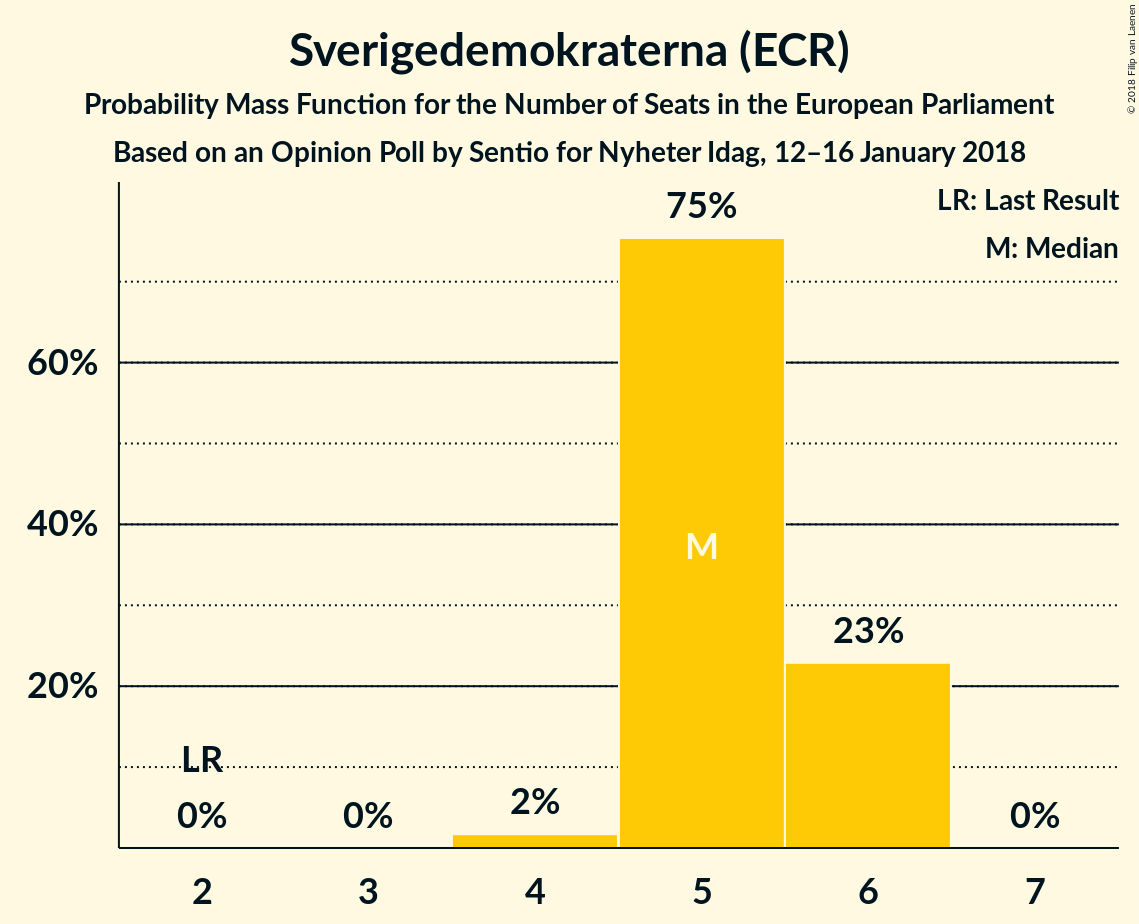 Sverigedemokraterna (ECR)
Probability Mass Function for the Number of Seats in the European Parliament
Based on an Opinion Poll by Sentio for Nyheter Idag, 12–16 January 2018
© 2018 Filip van Laenen
LR: Last Result
M: Median
75%
60%
40%
M
23%
20%
LR
0%
0%
2%
0%
2
3
4
5
6
7